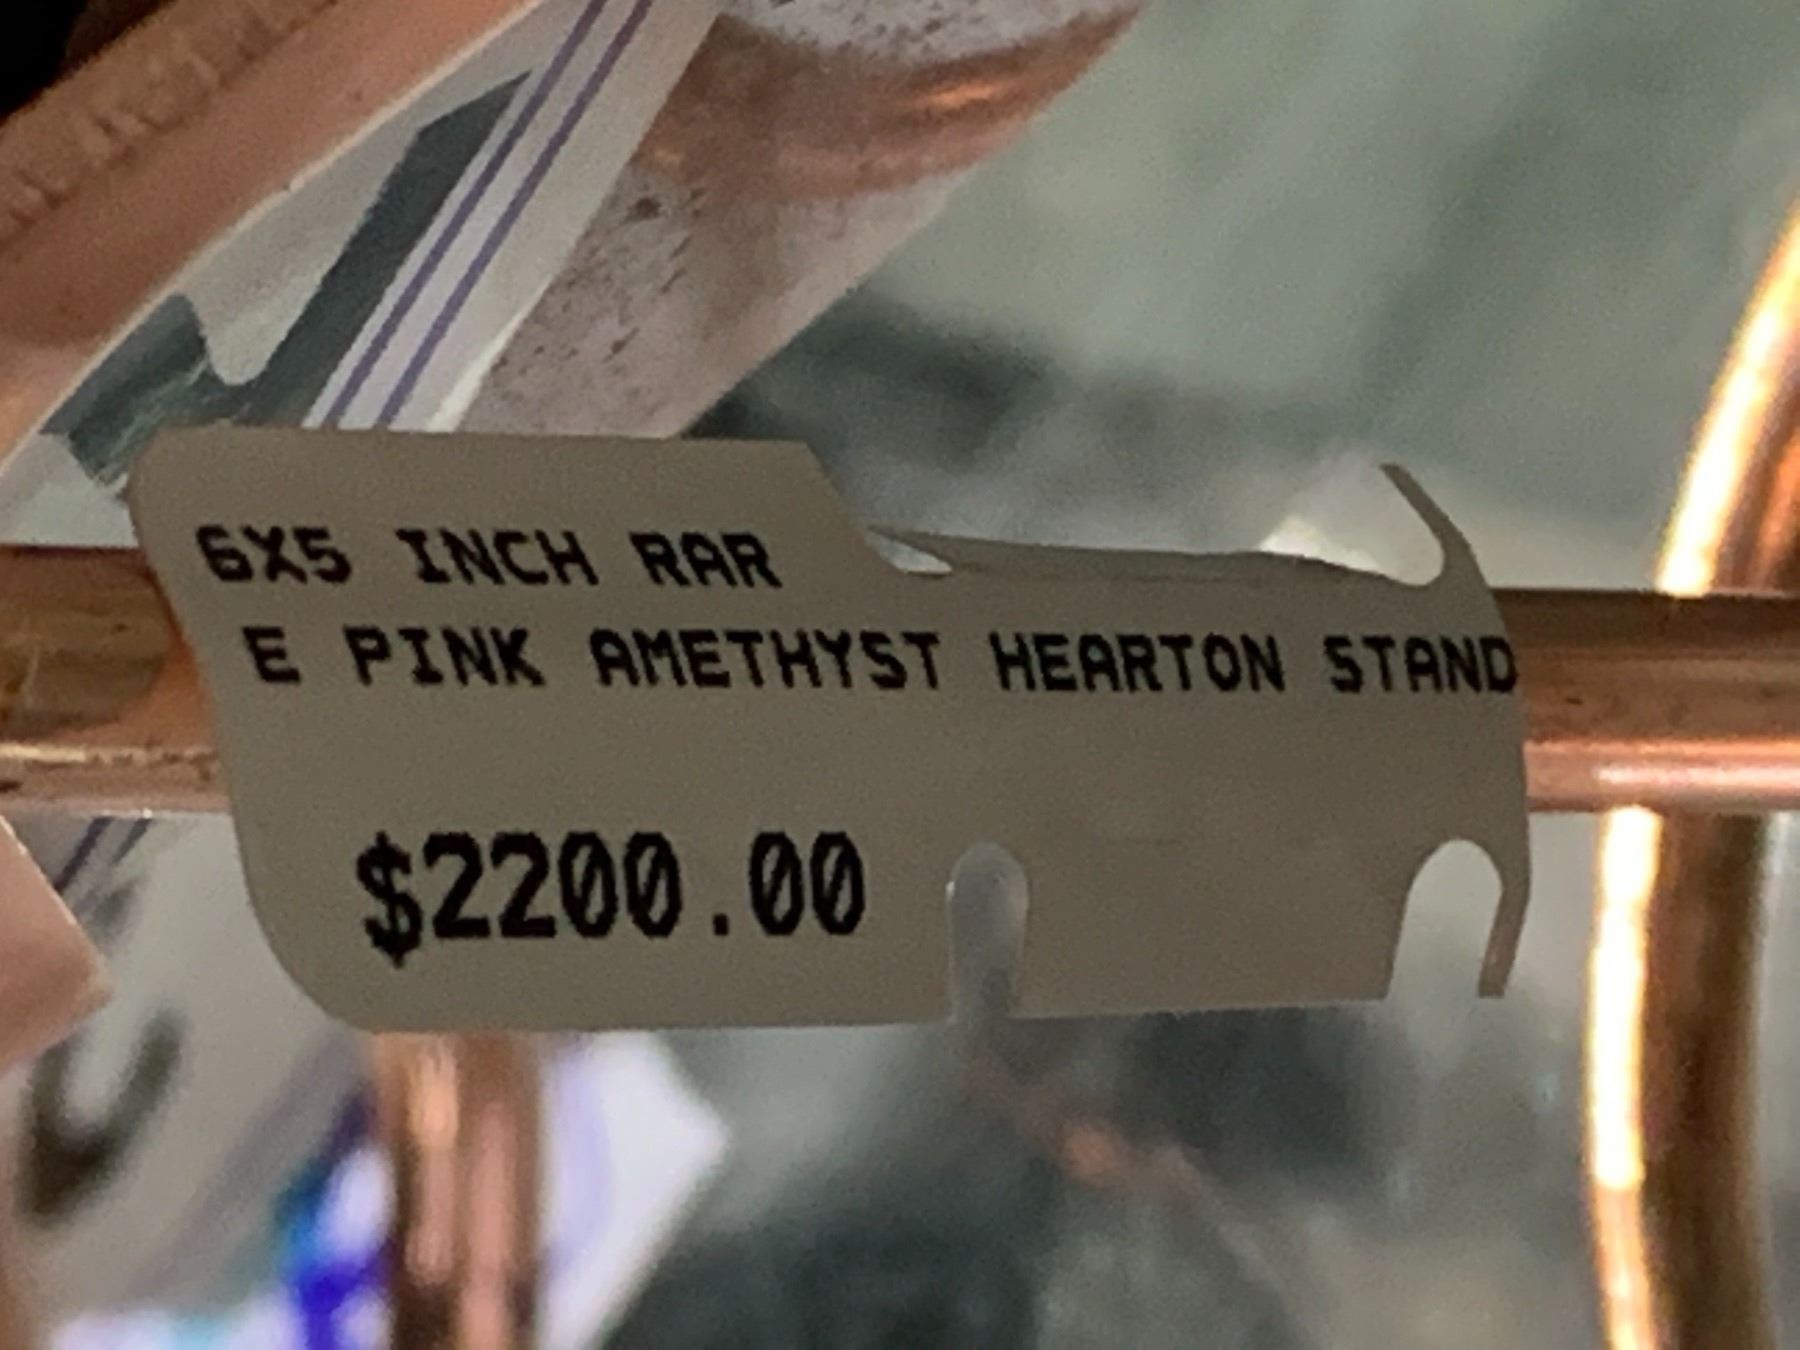 6X5 INCH RAR
E PINK AMETHYST HEARTON STAND
$2200.00